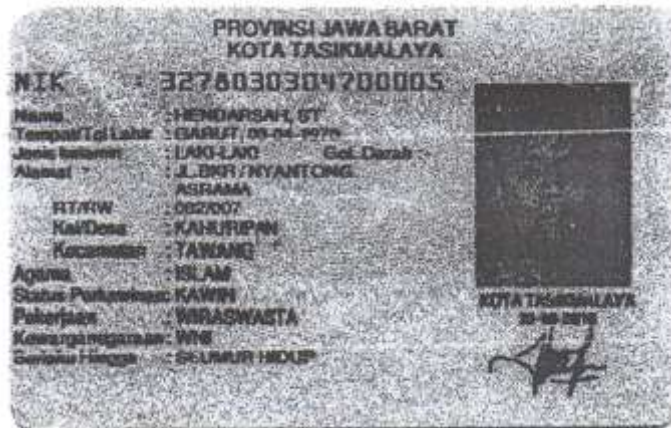 PROVINSI JAWA BARAT
KOTA TASIKMALAYA
NIK : 3278030304700005
Nama : HENDARSAH, ST
Tempat/Tgl Lahir : GARUT, 03-04-1970
Jenis kelamin : LAKI-LAKI Gol. Darah : -
Alamat : JL.BKR / NYANTONG
ASRAMA
RT/RW : 002/007
Kel/Desa : KAHURIPAN
Kecamatan : TAWANG
Agama : ISLAM
Status Perkawinan: KAWIN
Pekerjaan : WIRASWASTA
Kewarganegaraan: WNI
Berlaku Hingga : SEUMUR HIDUP
KOTA TASIKMALAYA